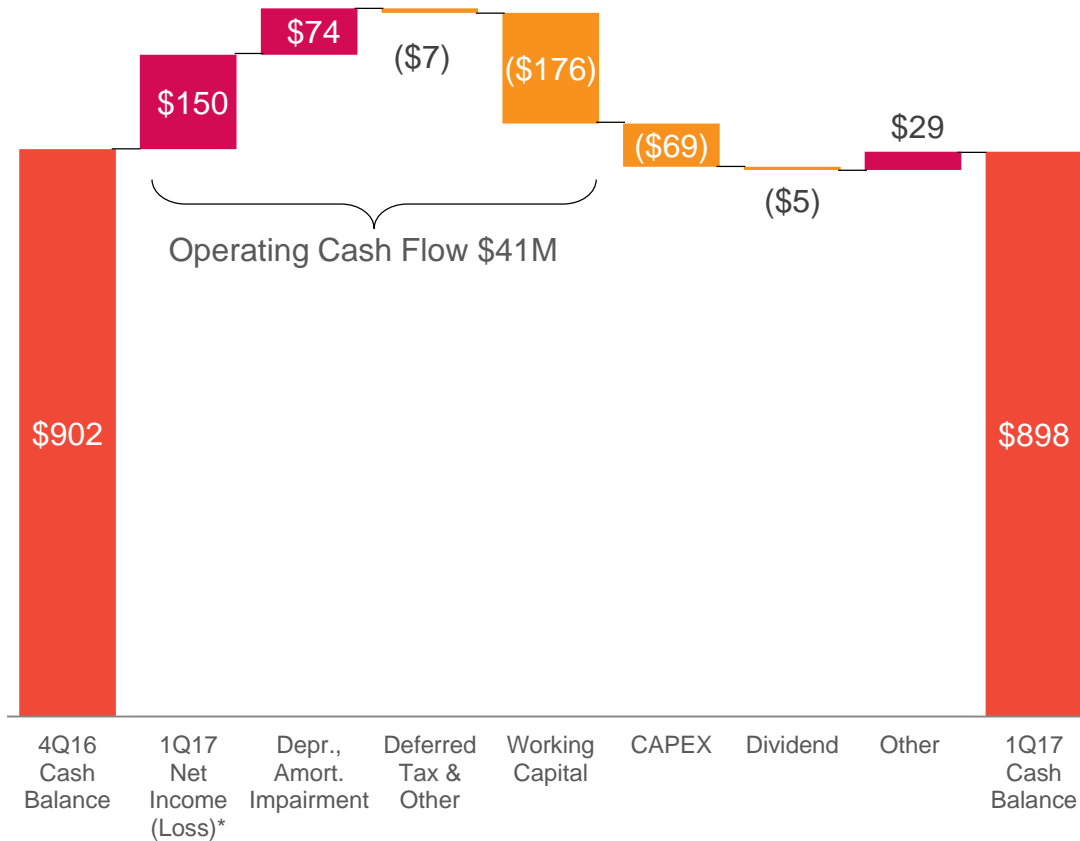 $74
($7)
$150
($176)
$29
($69)
($5)
Operating Cash Flow $41M
$902
$898
4Q16
Cash
Balance
1Q17
Net
Income
(Loss)*
Depr.,
Amort.
Impairment
Deferred
Tax &
Other
Working
Capital
CAPEX
Dividend
Other
1Q17
Cash
Balance